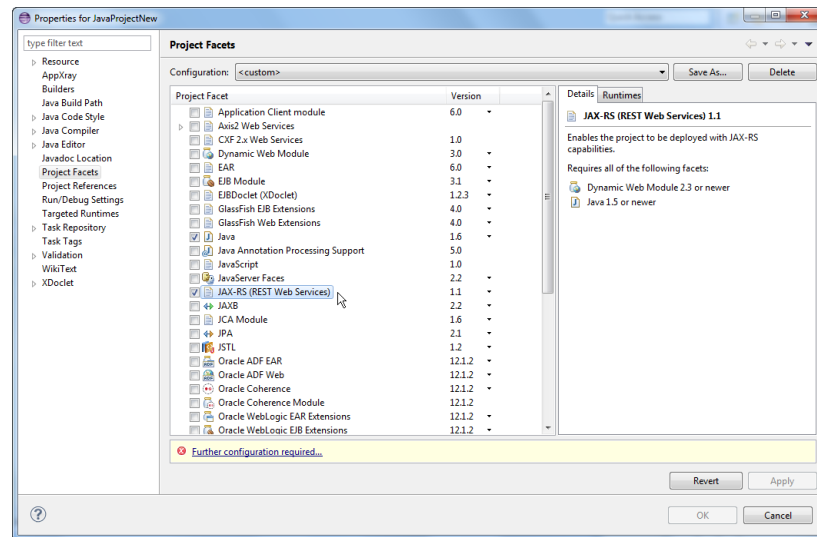 Properties for JavaProjectNew
type filter text
Resource
AppXray
Builders
Java Build Path
Java Code Style
Java Compiler
Java Editor
Javadoc Location
Project Facets
Project References
Run/Debug Settings
Targeted Runtimes
Task Repository
Task Tags
Validation
WikiText
XDoclet
Project Facets
Configuration: <custom> Save As... Delete
Project Facet Version
Application Client module 6.0
Axis2 Web Services
CXF 2.x Web Services 1.0
Dynamic Web Module 3.0
EAR 6.0
EJB Module 3.1
EJBDoclet (XDoclet) 1.2.3
GlassFish EJB Extensions 4.0
GlassFish Web Extensions 4.0
Java 1.6
Java Annotation Processing Support 5.0
JavaScript 1.0
JavaServer Faces 2.2
JAX-RS (REST Web Services) 1.1
JAXB 2.2
JCA Module 1.6
JPA 2.1
JSTL 1.2
Oracle ADF EAR 12.1.2
Oracle ADF Web 12.1.2
Oracle Coherence 12.1.2
Oracle Coherence Module 12.1.2
Oracle WebLogic EAR Extensions 12.1.2
Oracle WebLogic EJB Extensions 12.1.2
Details Runtimes
JAX-RS (REST Web Services) 1.1
Enables the project to be deployed with JAX-RS
capabilities.
Requires all of the following facets:
Dynamic Web Module 2.3 or newer
Java 1.5 or newer
Further configuration required...
Revert Apply
OK Cancel